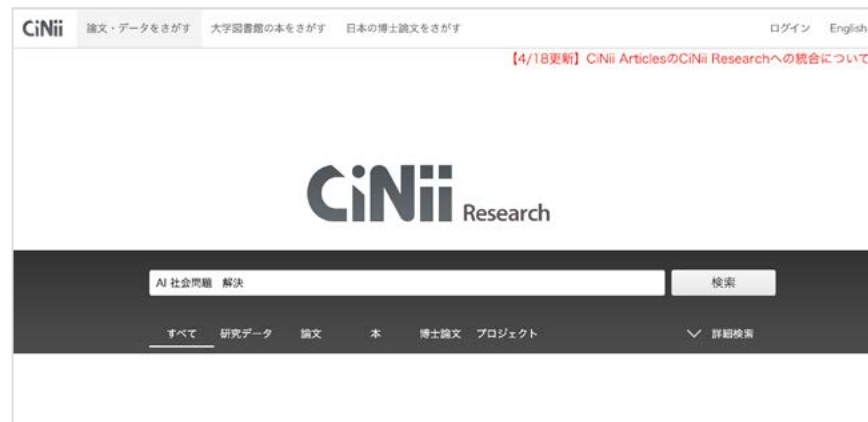 CiNii 論文・データをさがす 大学図書館の本をさがす 日本の博士論文をさがす ログイン English
【4/18更新】CiNii ArticlesのCiNii Researchへの統合について
CiNii Research
AI 社会問題 解決 検索
すべて 研究データ 論文 本 博士論文 プロジェクト 詳細検索